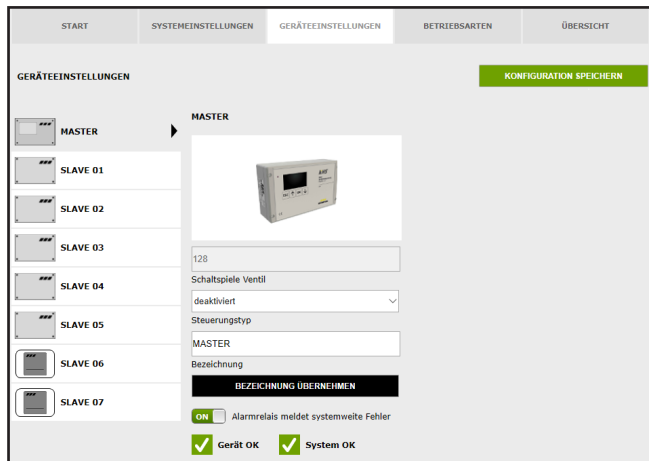 START SYSTEMEINSTELLUNGEN GERÄTEEINSTELLUNGEN BETRIEBSARTEN ÜBERSICHT
GERÄTEEINSTELLUNGEN
KONFIGURATION SPEICHERN
MASTER
SLAVE 01
SLAVE 02
SLAVE 03
SLAVE 04
SLAVE 05
SLAVE 06
SLAVE 07
MASTER
128
Schaltspiele Ventil
deaktiviert
Steuerungstyp
MASTER
Bezeichnung
BEZEICHNUNG ÜBERNEHMEN
ON Alarmrelais meldet systemweite Fehler
Gerät OK System OK